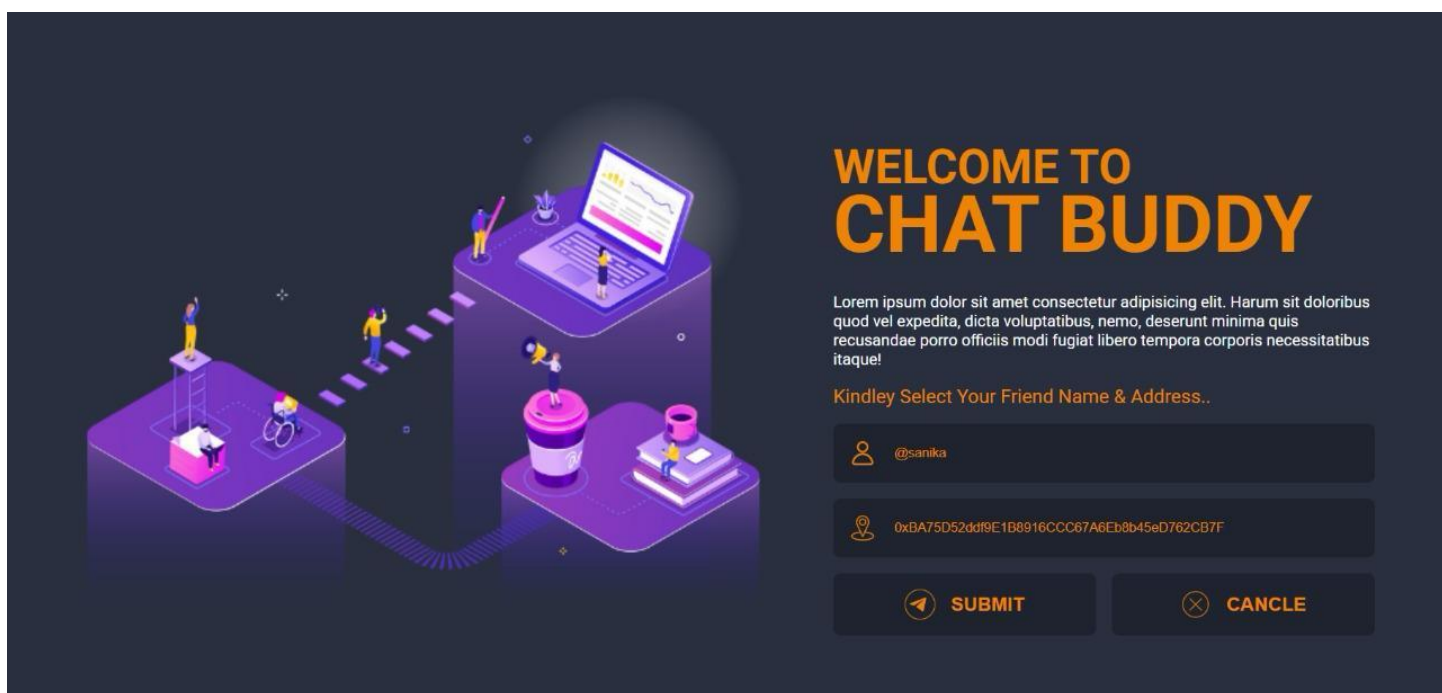 WELCOME TO
CHAT BUDDY
Lorem ipsum dolor sit amet consectetur adipisicing elit. Harum sit doloribus
quod vel expedita, dicta voluptatibus, nemo, deserunt minima quis
recusandae porro officiis modi fugiat libero tempora corporis necessitatibus
itaque!
Kindley Select Your Friend Name & Address..
@sanika
0xBA75D52ddf9E1B8916CCC67A6Eb8b45eD762CB7F
SUBMIT
CANCLE